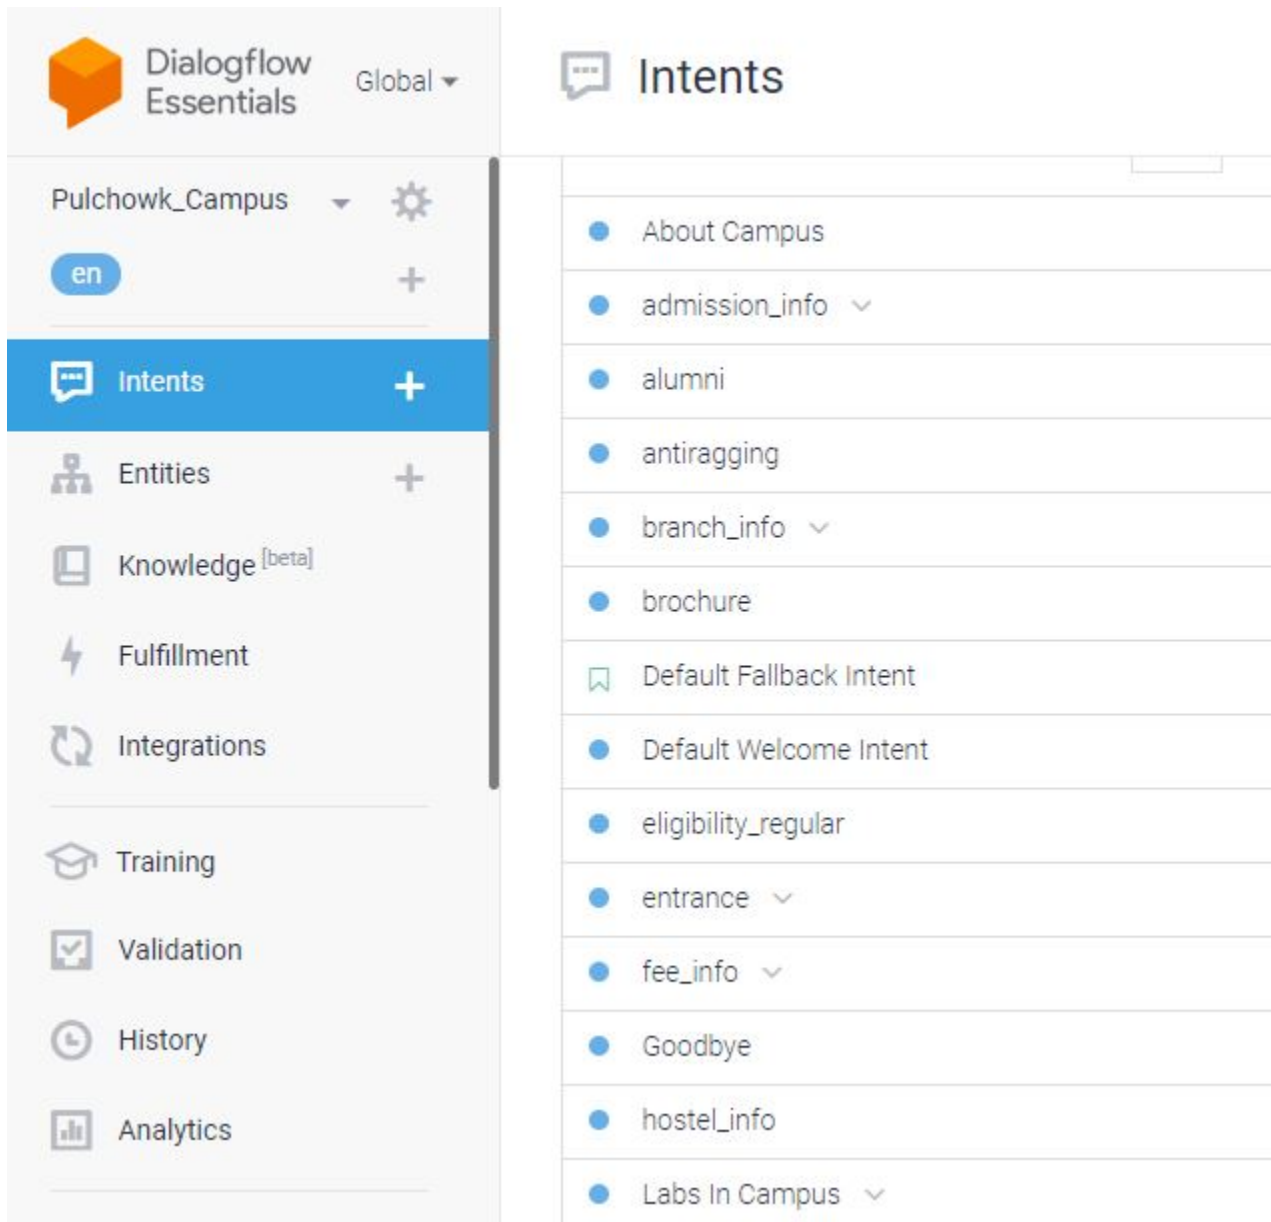 Dialogflow
Essentials
Global
Intents
Pulchowk_Campus
en
Intents
Entities
Knowledge [beta]
Fulfillment
Integrations
Training
Validation
History
Analytics
About Campus
admission_info
alumni
antiragging
branch_info
brochure
Default Fallback Intent
Default Welcome Intent
eligibility_regular
entrance
fee_info
Goodbye
hostel_info
Labs In Campus